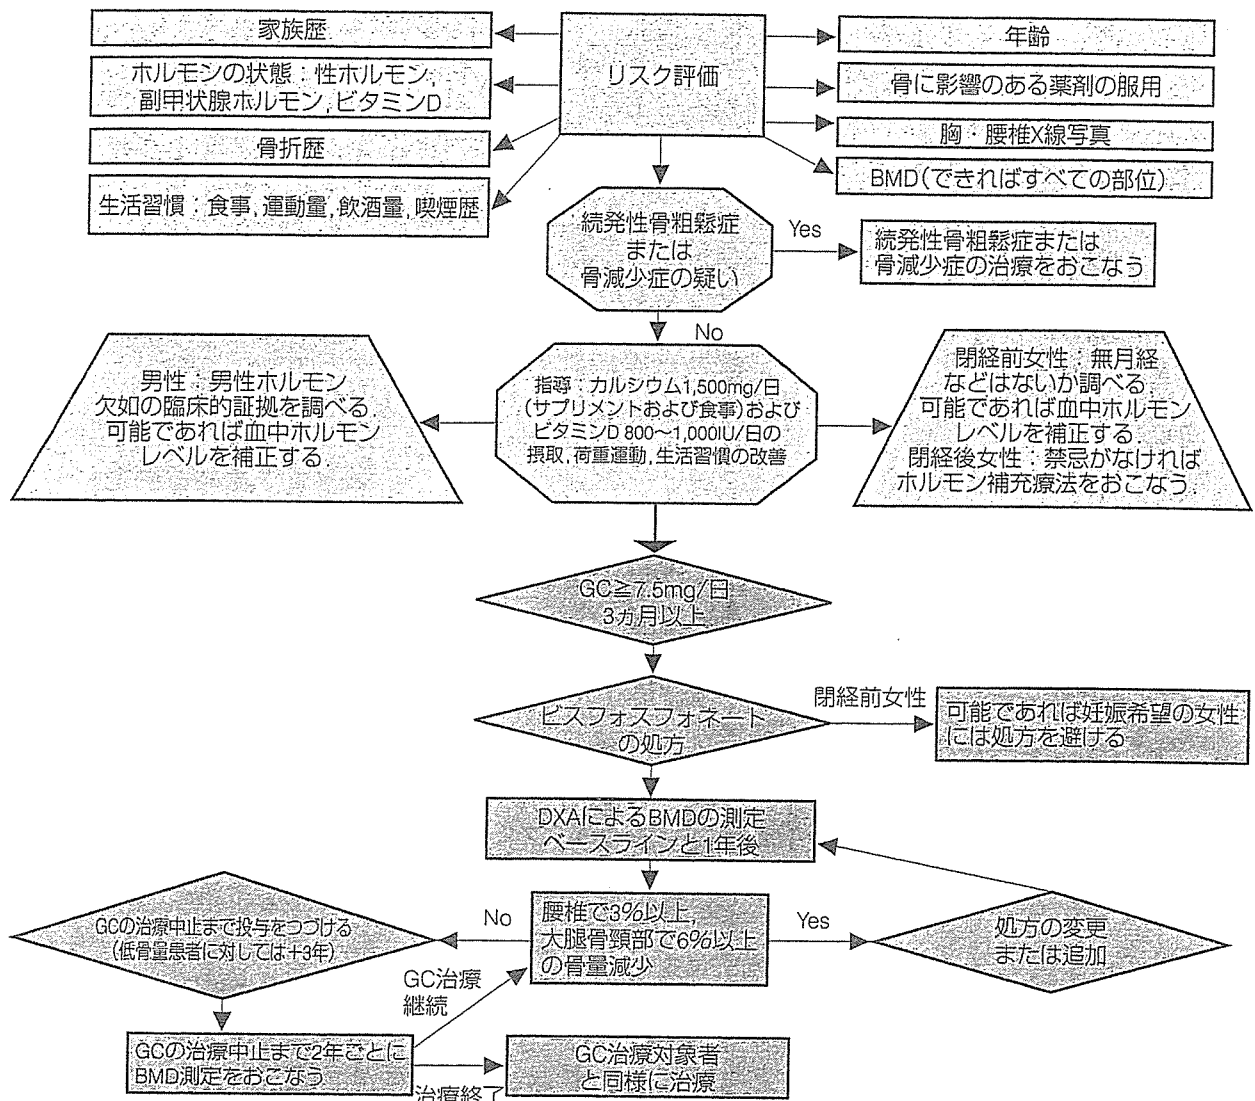 家族歴
リスク評価
年齢
ホルモンの状態：性ホルモン,
副甲状腺ホルモン,ビタミンD
骨に影響のある薬剤の服用
骨折歴
胸・腰椎X線写真
生活習慣：食事,運動量,飲酒量,喫煙歴
BMD(できればすべての部位)
続発性骨粗鬆症
または
骨減少症の疑い
Yes
続発性骨粗鬆症または
骨減少症の治療をおこなう
No
男性：男性ホルモン
欠如の臨床的証拠を調べる.
可能であれば血中ホルモン
レベルを補正する.
指導：カルシウム1,500mg/日
(サプリメントおよび食事)および
ビタミンD 800〜1,000IU/日の
摂取,荷重運動,生活習慣の改善
閉経前女性：無月経
などはないか調べる.
可能であれば血中ホルモン
レベルを補正する.
閉経後女性：禁忌がなければ
ホルモン補充療法をおこなう.
GC≧7.5mg/日
3ヵ月以上
ビスフォスフォネート
の処方
閉経前女性
可能であれば妊娠希望の女性
には処方を避ける
DXAによるBMDの測定
ベースラインと1年後
GCの治療中止まで投与をつづける
(低骨量患者に対しては＋3年)
No
腰椎で3%以上,
大腿骨頸部で6%以上
の骨量減少
Yes
処方の変更
または追加
GC治療
継続
GCの治療中止まで2年ごとに
BMD測定をおこなう
治療終了
GC治療対象者
と同様に治療